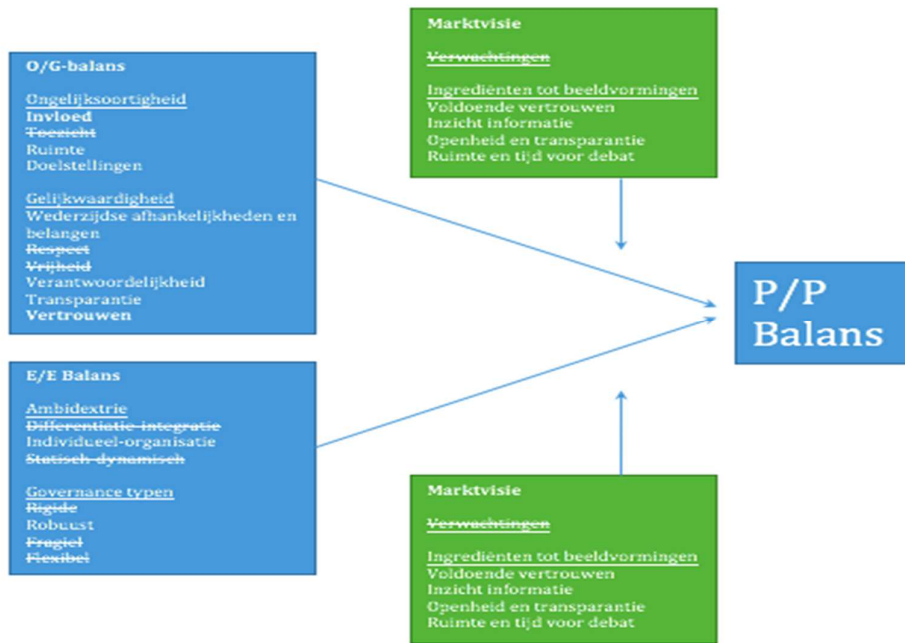 O/G-balans
Ongelijksoortigheid
Invloed
Toezicht
Ruimte
Doelstellingen
Gelijkwaardigheid
Wederzijdse afhankelijkheden en
belangen
Respect
Vrijheid
Verantwoordelijkheid
Transparantie
Vertrouwen
E/E Balans
Ambidextrie
Differentiatie-integratie
Individueel-organisatie
Statisch-dynamisch
Governance typen
Rigide
Robuust
Fragiel
Flexibel
Marktvisie
Verwachtingen
Ingrediënten tot beeldvormingen
Voldoende vertrouwen
Inzicht informatie
Openheid en transparantie
Ruimte en tijd voor debat
Marktvisie
Verwachtingen
Ingrediënten tot beeldvormingen
Voldoende vertrouwen
Inzicht informatie
Openheid en transparantie
Ruimte en tijd voor debat
P/P
Balans